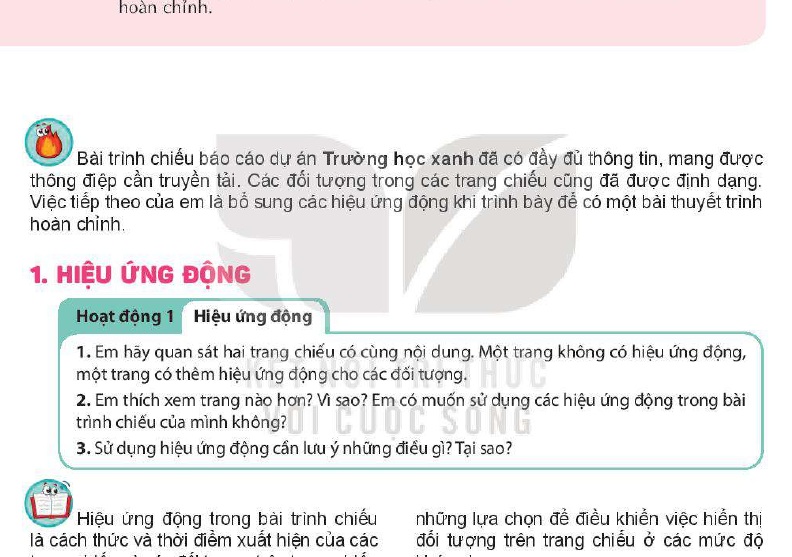 hoàn chỉnh.
Bài trình chiếu báo cáo dự án Trường học xanh đã có đầy đủ thông tin, mang được
thông điệp cần truyền tải. Các đối tượng trong các trang chiếu cũng đã được định dạng.
Việc tiếp theo của em là bổ sung các hiệu ứng động khi trình bày để có một bài thuyết trình
hoàn chỉnh.
1. HIỆU ỨNG ĐỘNG
Hoạt động 1 Hiệu ứng động
1. Em hãy quan sát hai trang chiếu có cùng nội dung. Một trang không có hiệu ứng động,
một trang có thêm hiệu ứng động cho các đối tượng.
2. Em thích xem trang nào hơn? Vì sao? Em có muốn sử dụng các hiệu ứng động trong bài
trình chiếu của mình không?
3. Sử dụng hiệu ứng động cần lưu ý những điều gì? Tại sao?
KẾT NỐI TRI THỨC
VỚI CUỘC SỐNG
Hiệu ứng động trong bài trình chiếu
là cách thức và thời điểm xuất hiện của các
những lựa chọn để điều khiển việc hiển thị
đối tượng trên trang chiếu ở các mức độ